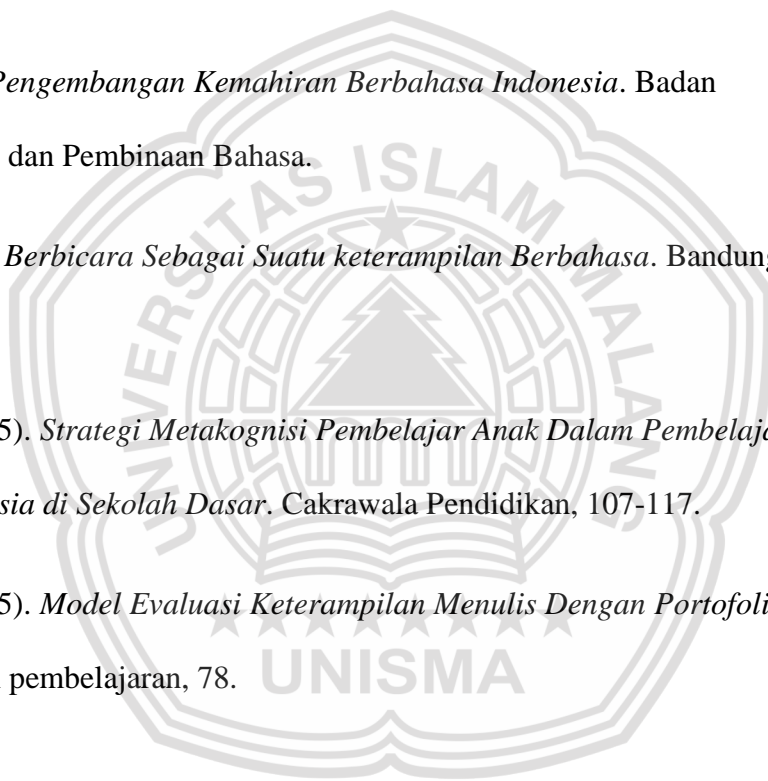 Pengembangan Kemahiran Berbahasa Indonesia. Badan
dan Pembinaan Bahasa.
Berbicara Sebagai Suatu keterampilan Berbahasa. Bandung
5). Strategi Metakognisi Pembelajar Anak Dalam Pembelaja
sia di Sekolah Dasar. Cakrawala Pendidikan, 107-117.
5). Model Evaluasi Keterampilan Menulis Dengan Portofoli
pembelajaran, 78.
UNIVERSITAS ISLAM MALANG
UNISMA